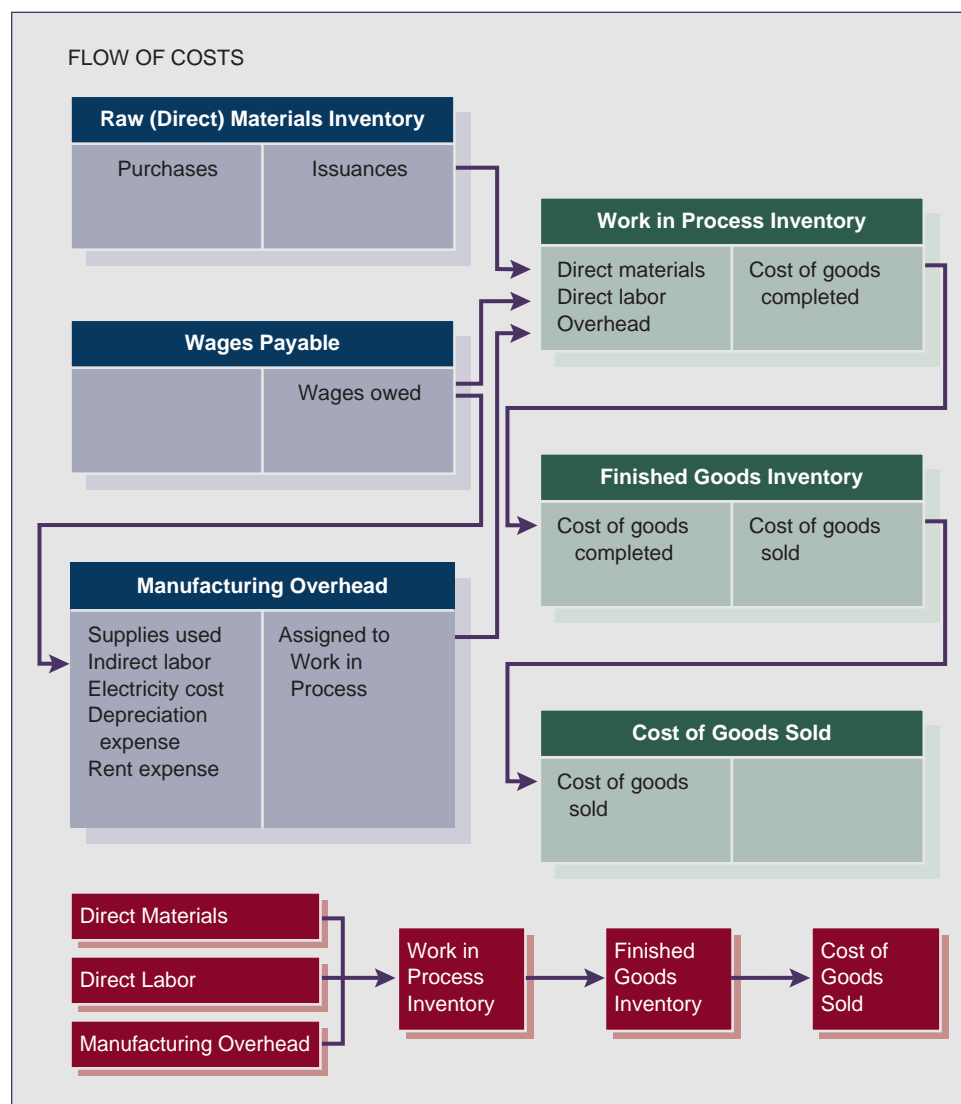 FLOW OF COSTS
Raw (Direct) Materials Inventory
Purchases
Issuances
Wages Payable
Wages owed
Manufacturing Overhead
Supplies used
Indirect labor
Electricity cost
Depreciation
expense
Rent expense
Assigned to
Work in
Process
Work in Process Inventory
Direct materials
Direct labor
Overhead
Cost of goods
completed
Finished Goods Inventory
Cost of goods
completed
Cost of goods
sold
Cost of Goods Sold
Cost of goods
sold
Direct Materials
Direct Labor
Manufacturing Overhead
Work in
Process
Inventory
Finished
Goods
Inventory
Cost of
Goods
Sold